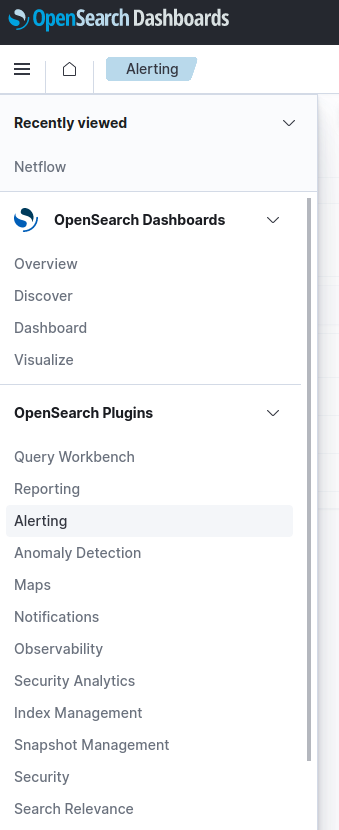 OpenSearch Dashboards
Alerting
Recently viewed
Netflow
OpenSearch Dashboards
Overview
Discover
Dashboard
Visualize
OpenSearch Plugins
Query Workbench
Reporting
Alerting
Anomaly Detection
Maps
Notifications
Observability
Security Analytics
Index Management
Snapshot Management
Security
Search Relevance